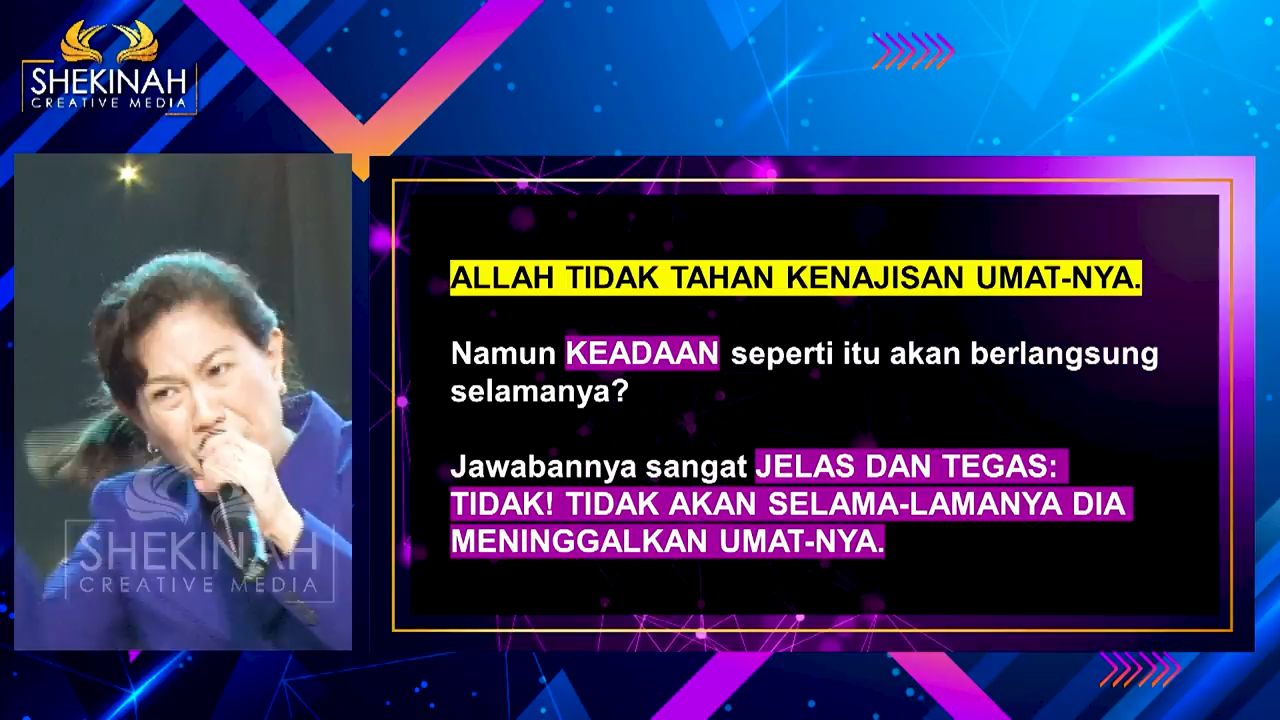 SHEKINAH
CREATIVE MEDIA
ALLAH TIDAK TAHAN KENAJISAN UMAT-NYA.
Namun KEADAAN seperti itu akan berlangsung
selamanya?
Jawabannya sangat JELAS DAN TEGAS:
TIDAK! TIDAK AKAN SELAMA-LAMANYA DIA
MENINGGALKAN UMAT-NYA.
SHEKINAH
CREATIVE MEDIA